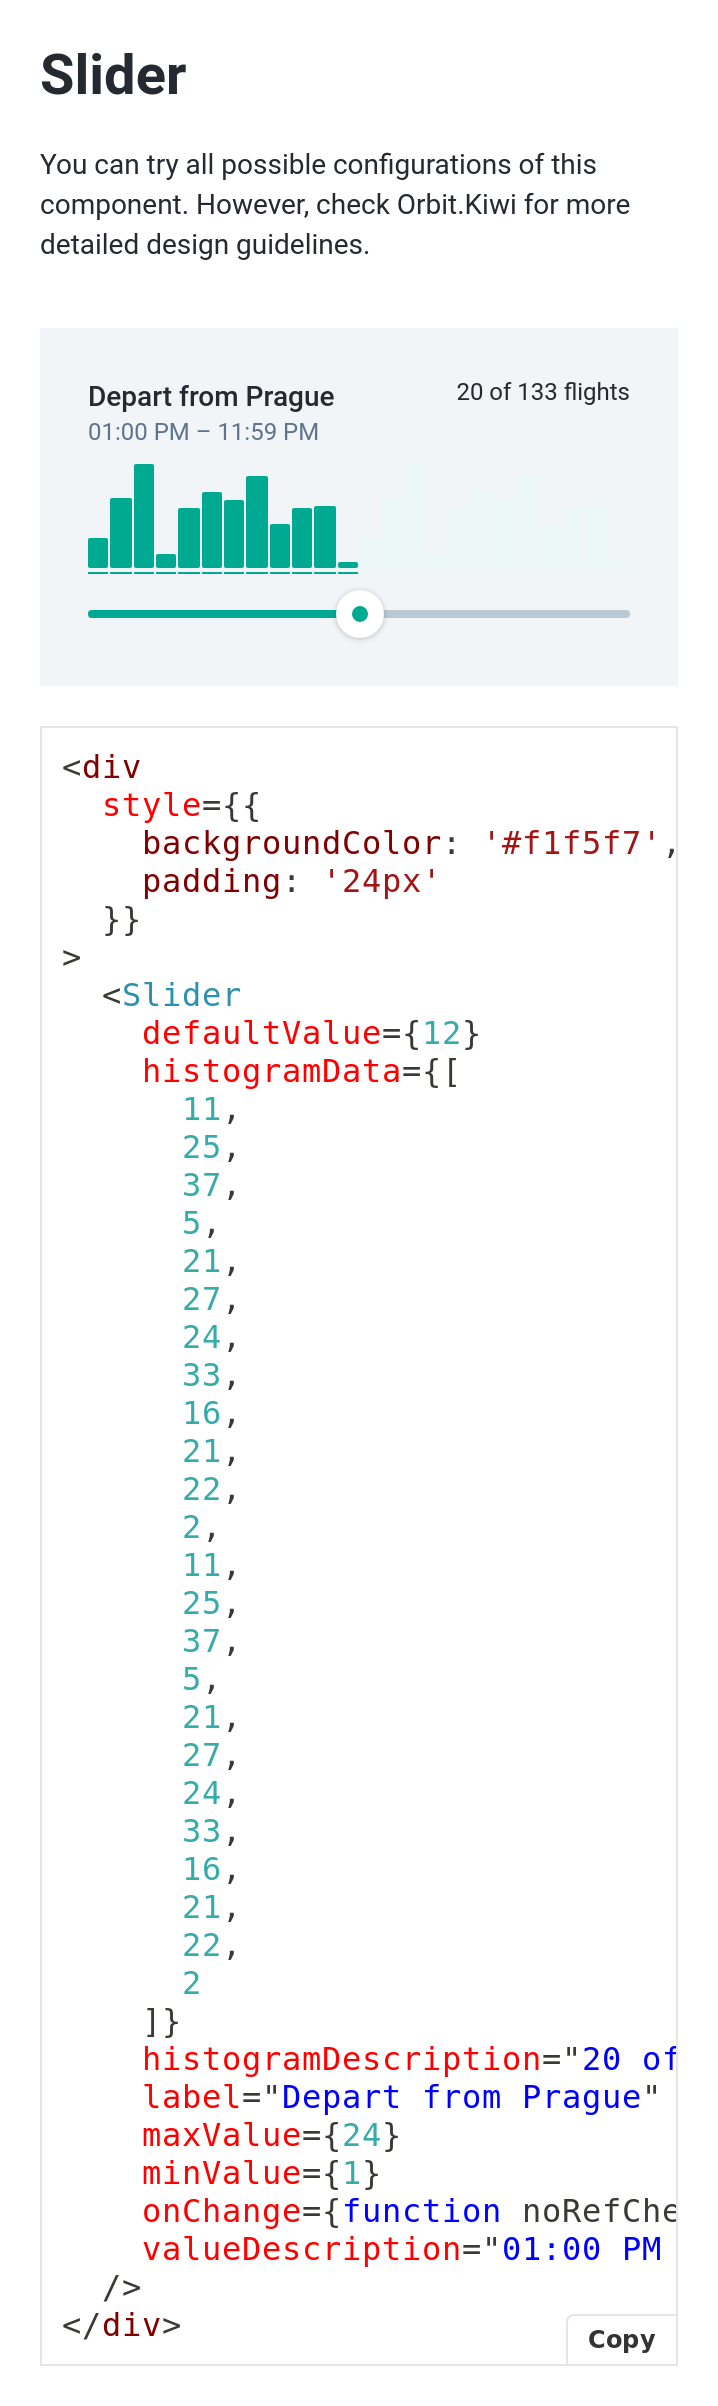 Slider
You can try all possible configurations of this
component. However, check Orbit.Kiwi for more
detailed design guidelines.
Depart from Prague
20 of 133 flights
01:00 PM – 11:59 PM
<div
  style={{
    backgroundColor: '#f1f5f7',
    padding: '24px'
  }}
>
  <Slider
    defaultValue={12}
    histogramData={[
      11,
      25,
      37,
      5,
      21,
      27,
      24,
      33,
      16,
      21,
      22,
      2,
      11,
      25,
      37,
      5,
      21,
      27,
      24,
      33,
      16,
      21,
      22,
      2
    ]}
    histogramDescription="20 of
    label="Depart from Prague"
    maxValue={24}
    minValue={1}
    onChange={function noRefChe
    valueDescription="01:00 PM
  />
</div>
Copy